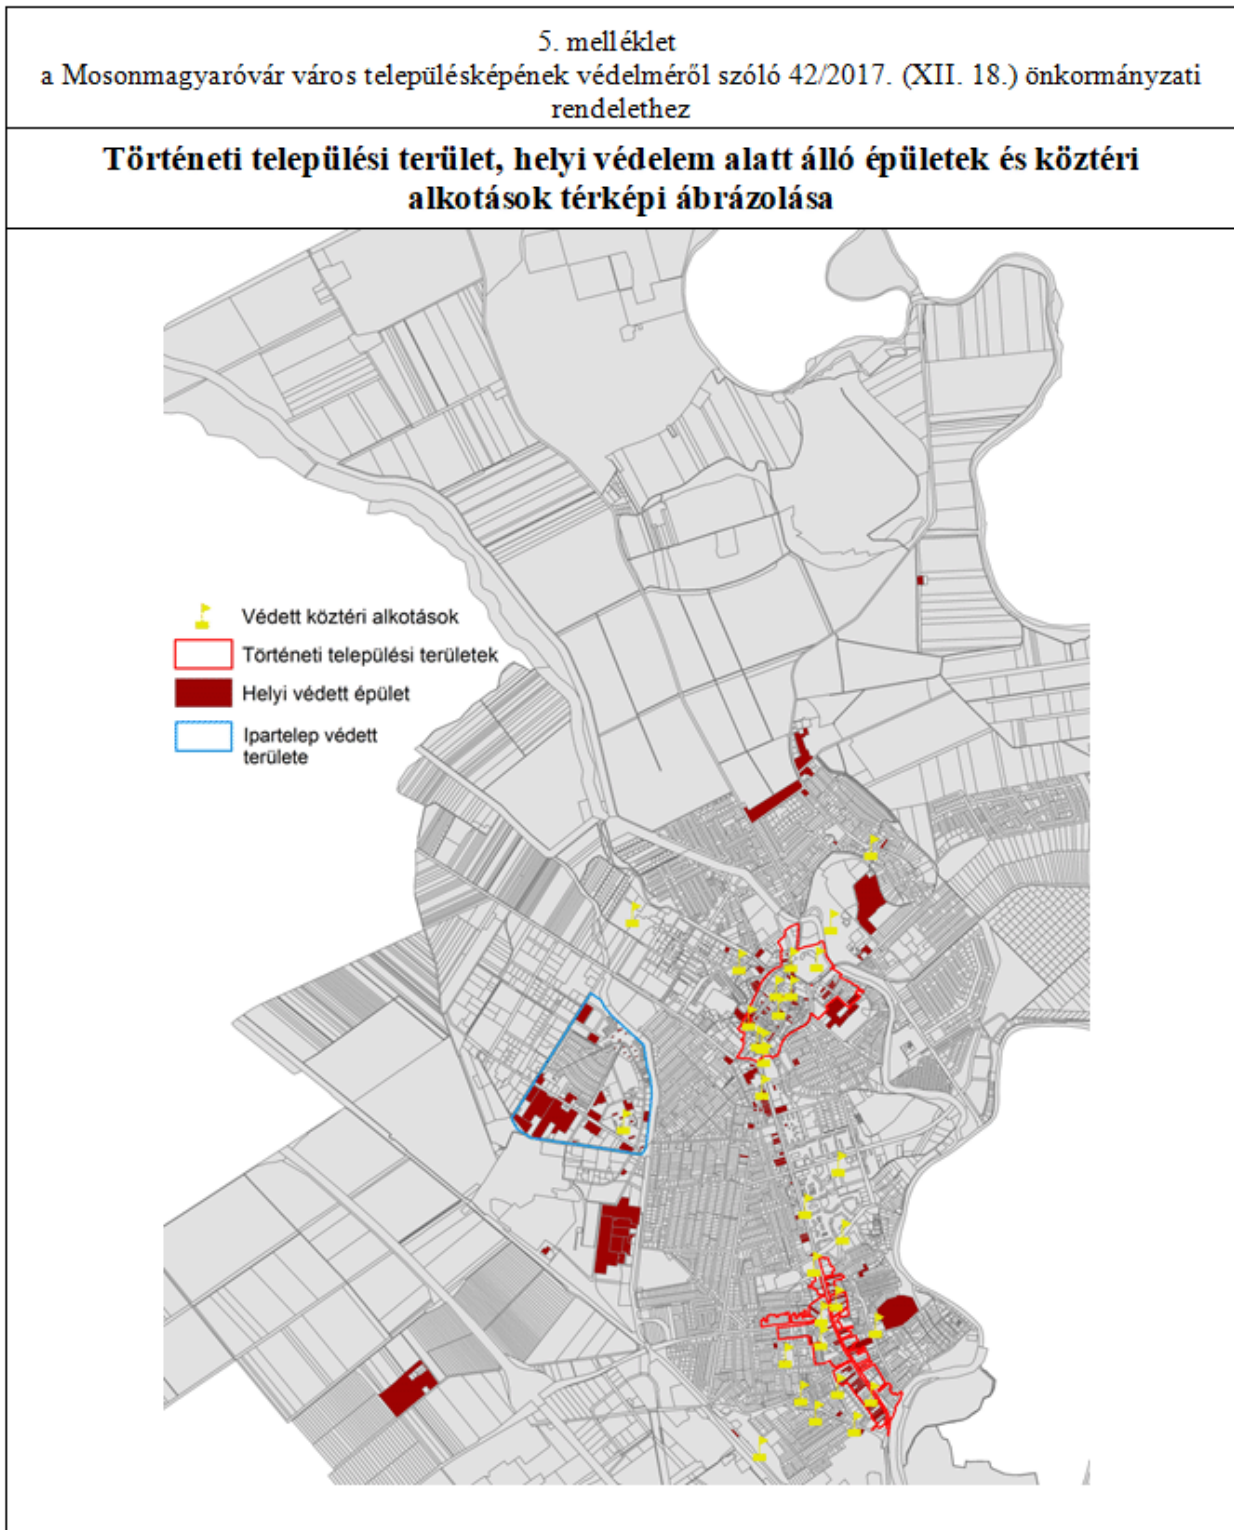 5. melléklet
a Mosonmagyaróvár város településképének védelméről szóló 42/2017. (XII. 18.) önkormányzati
rendelethez
Történeti települési terület, helyi védelem alatt álló épületek és köztéri
alkotások térképi ábrázolása
Védett köztéri alkotások
Történeti települési területek
Helyi védett épület
Ipartelep védett
területe